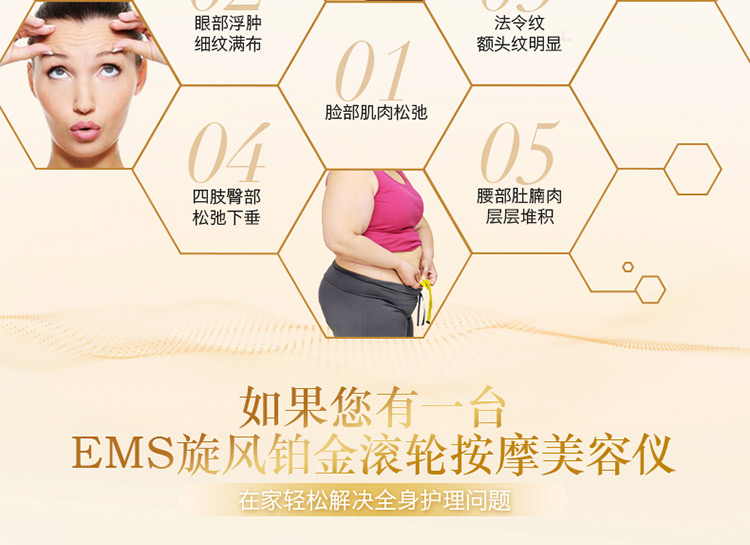 02
眼部浮肿
细纹满布
03
法令纹
额头纹明显
01
脸部肌肉松弛
04
四肢臀部
松弛下垂
05
腰部肚腩肉
层层堆积
如果您有一台
EMS旋风铂金滚轮按摩美容仪
在家轻松解决全身护理问题